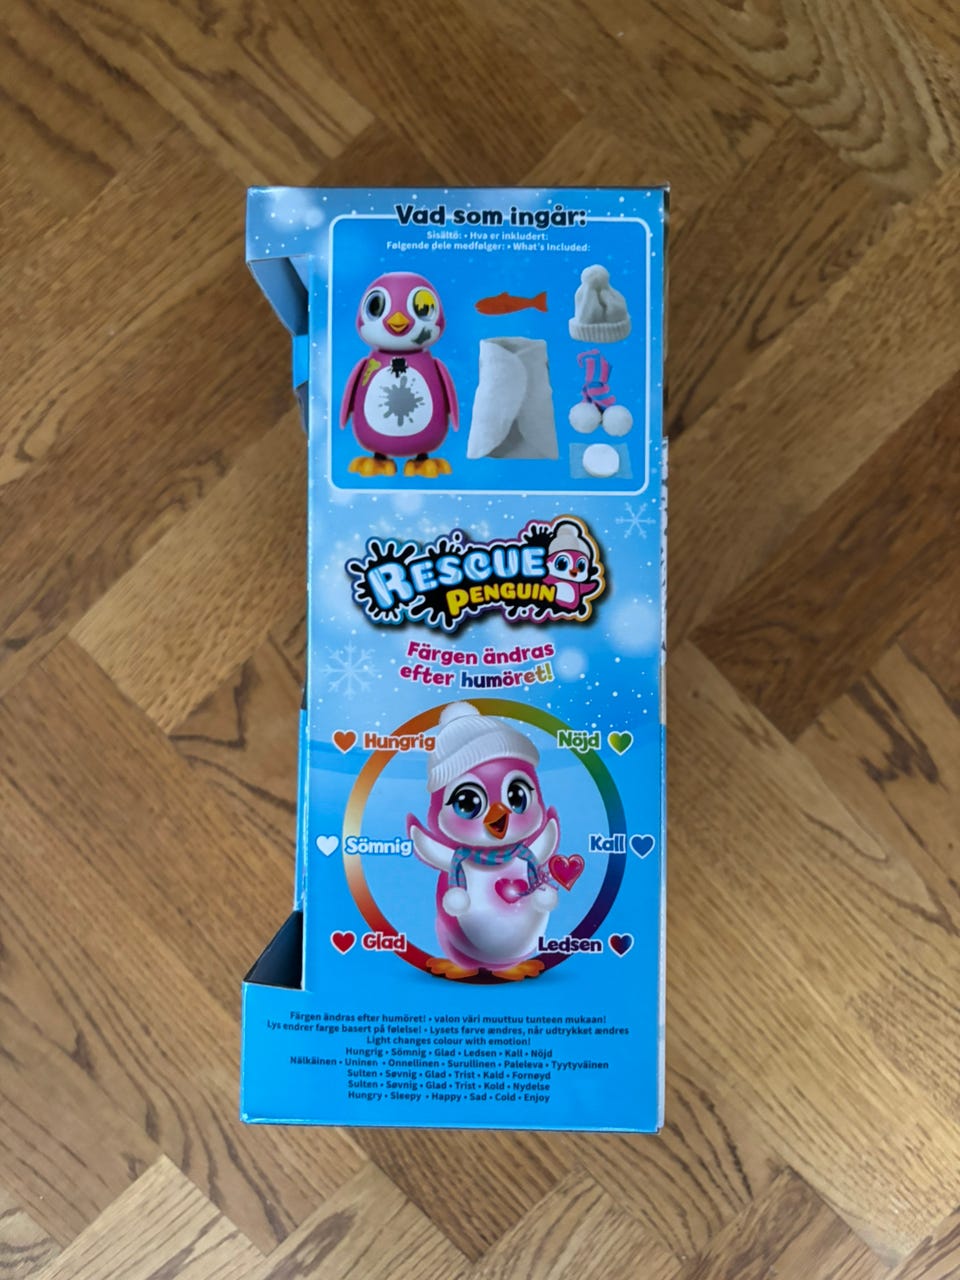 Vad som ingår:
Sisältö: • Hva er inkludert:
Følgende dele medfølger: • What's Included:
RESCUE
PENGUIN
Färgen ändras
efter humöret!
Hungrig
Nöjd
Sömnig
Kall
Glad
Ledsen
Färgen ändras efter humöret! • valon väri muuttuu tunteen mukaan!
Lys endrer farge basert på følelse! • Lysets farve ændres, når udtrykket ændres
Light changes colour with emotion!
Hungrig • Sömnig • Glad • Ledsen • Kall • Nöjd
Nälkäinen • Uninen • Onnellinen • Surullinen • Paleleva • Tyytyväinen
Sulten • Søvnig • Glad • Trist • Kald • Fornøyd
Sulten • Søvnig • Glad • Trist • Kold • Nydelse
Hungry • Sleepy • Happy • Sad • Cold • Enjoy